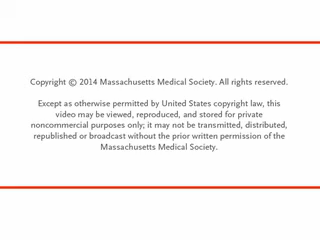 Copyright © 2014 Massachusetts Medical Society. All rights reserved.
Except as otherwise permitted by United States copyright law, this
video may be viewed, reproduced, and stored for private
noncommercial purposes only; it may not be transmitted, distributed,
republished or broadcast without the prior written permission of the
Massachusetts Medical Society.